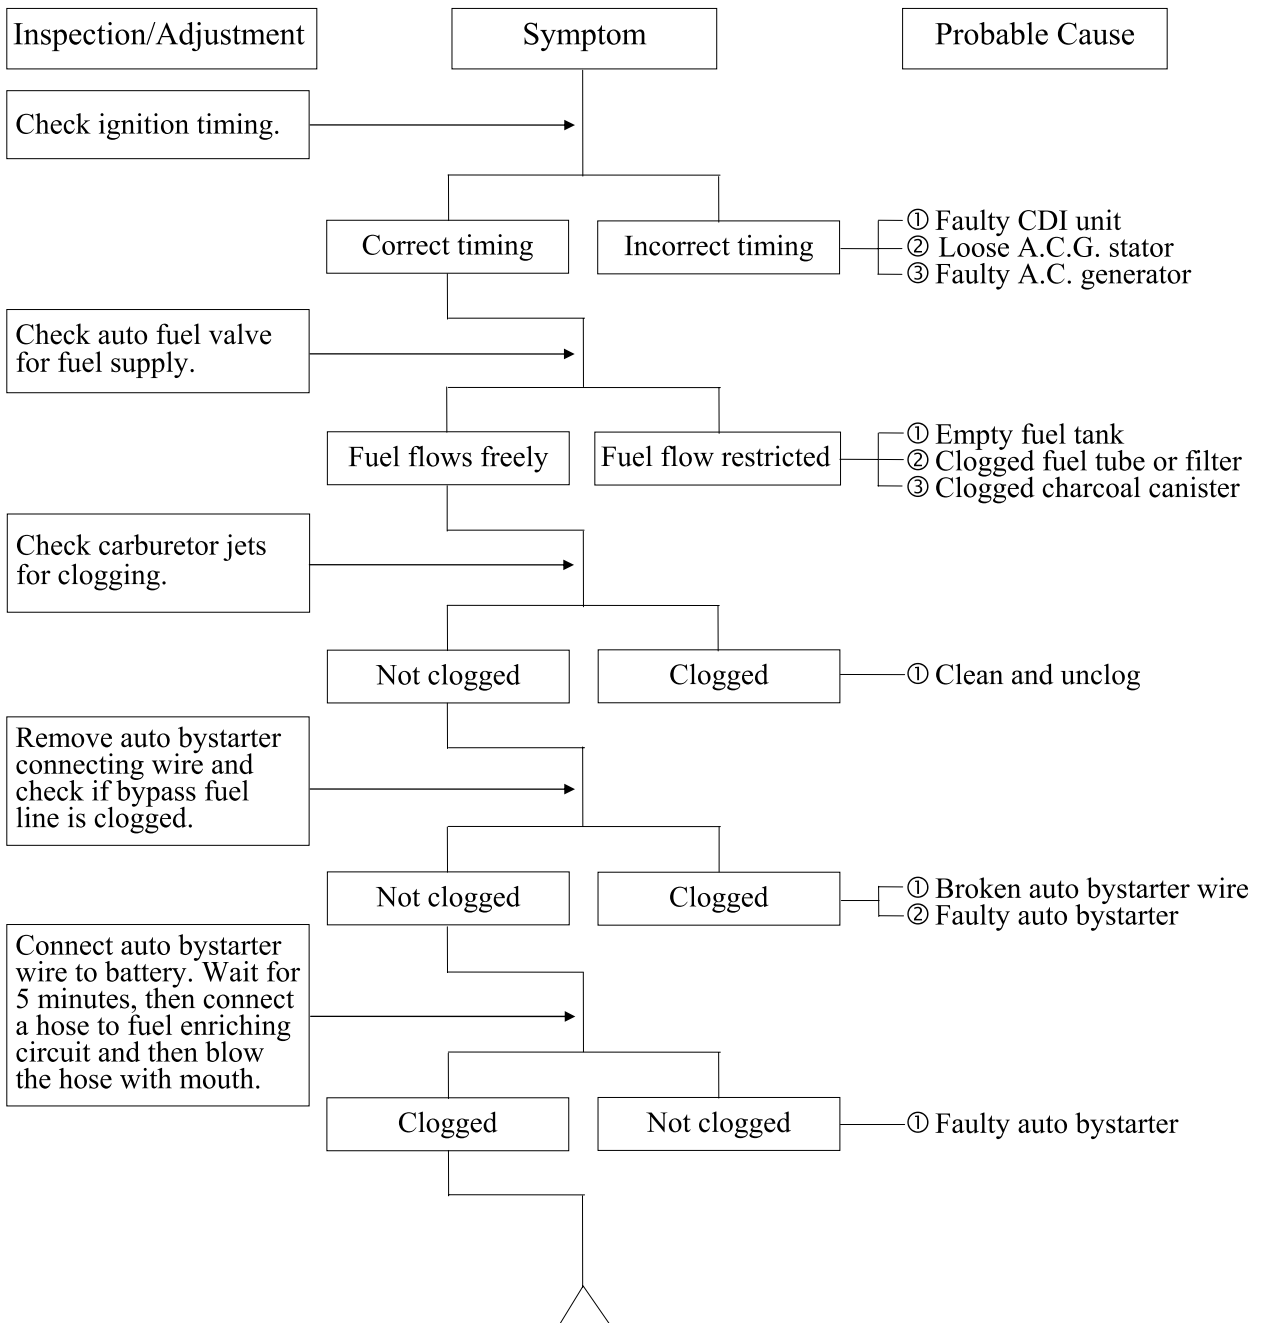 Inspection/Adjustment
Symptom
Probable Cause
Check ignition timing.
Correct timing
Incorrect timing
① Faulty CDI unit
② Loose A.C.G. stator
③ Faulty A.C. generator
Check auto fuel valve
for fuel supply.
Fuel flows freely
Fuel flow restricted
① Empty fuel tank
② Clogged fuel tube or filter
③ Clogged charcoal canister
Check carburetor jets
for clogging.
Not clogged
Clogged
① Clean and unclog
Remove auto bystarter
connecting wire and
check if bypass fuel
line is clogged.
Not clogged
Clogged
① Broken auto bystarter wire
② Faulty auto bystarter
Connect auto bystarter
wire to battery. Wait for
5 minutes, then connect
a hose to fuel enriching
circuit and then blow
the hose with mouth.
Clogged
Not clogged
① Faulty auto bystarter